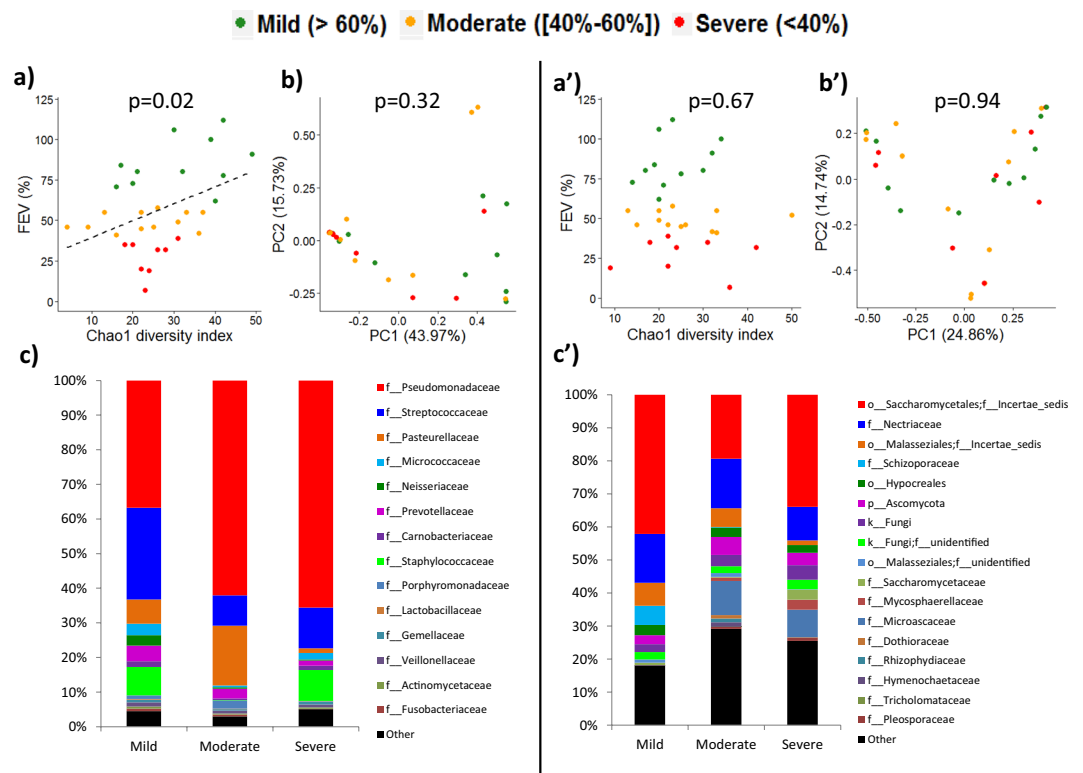 Mild (> 60%) Moderate ([40%-60%]) Severe (<40%)
a)
p=0.02
125
100
75
50
25
0
FEV (%)
10 20 30 40 50
Chao1 diversity index
b)
p=0.32
0.50
0.25
0.00
-0.25
PC2 (15.73%)
-0.2 0.0 0.2 0.4
PC1 (43.97%)
a')
p=0.67
125
100
75
50
25
0
FEV (%)
10 20 30 40 50
Chao1 diversity index
b')
p=0.94
0.2
0.0
-0.2
-0.4
PC2 (14.74%)
-0.50 -0.25 0.00 0.25
PC1 (24.86%)
c)
100%
90%
80%
70%
60%
50%
40%
30%
20%
10%
0%
Mild Moderate Severe
f__Pseudomonadaceae
f__Streptococcaceae
f__Pasteurellaceae
f__Micrococcaceae
f__Neisseriaceae
f__Prevotellaceae
f__Carnobacteriaceae
f__Staphylococcaceae
f__Porphyromonadaceae
f__Lactobacillaceae
f__Gemellaceae
f__Veillonellaceae
f__Actinomycetaceae
f__Fusobacteriaceae
Other
c')
100%
90%
80%
70%
60%
50%
40%
30%
20%
10%
0%
Mild Moderate Severe
o__Saccharomycetales;f__Incertae_sedis
f__Nectriaceae
o__Malasseziales;f__Incertae_sedis
f__Schizoporaceae
o__Hypocreales
p__Ascomycota
k__Fungi
k__Fungi;f__unidentified
o__Malasseziales;f__unidentified
f__Saccharomycetaceae
f__Mycosphaerellaceae
f__Microascaceae
f__Dothioraceae
f__Rhizophydiaceae
f__Hymenochaetaceae
f__Tricholomataceae
f__Pleosporaceae
Other